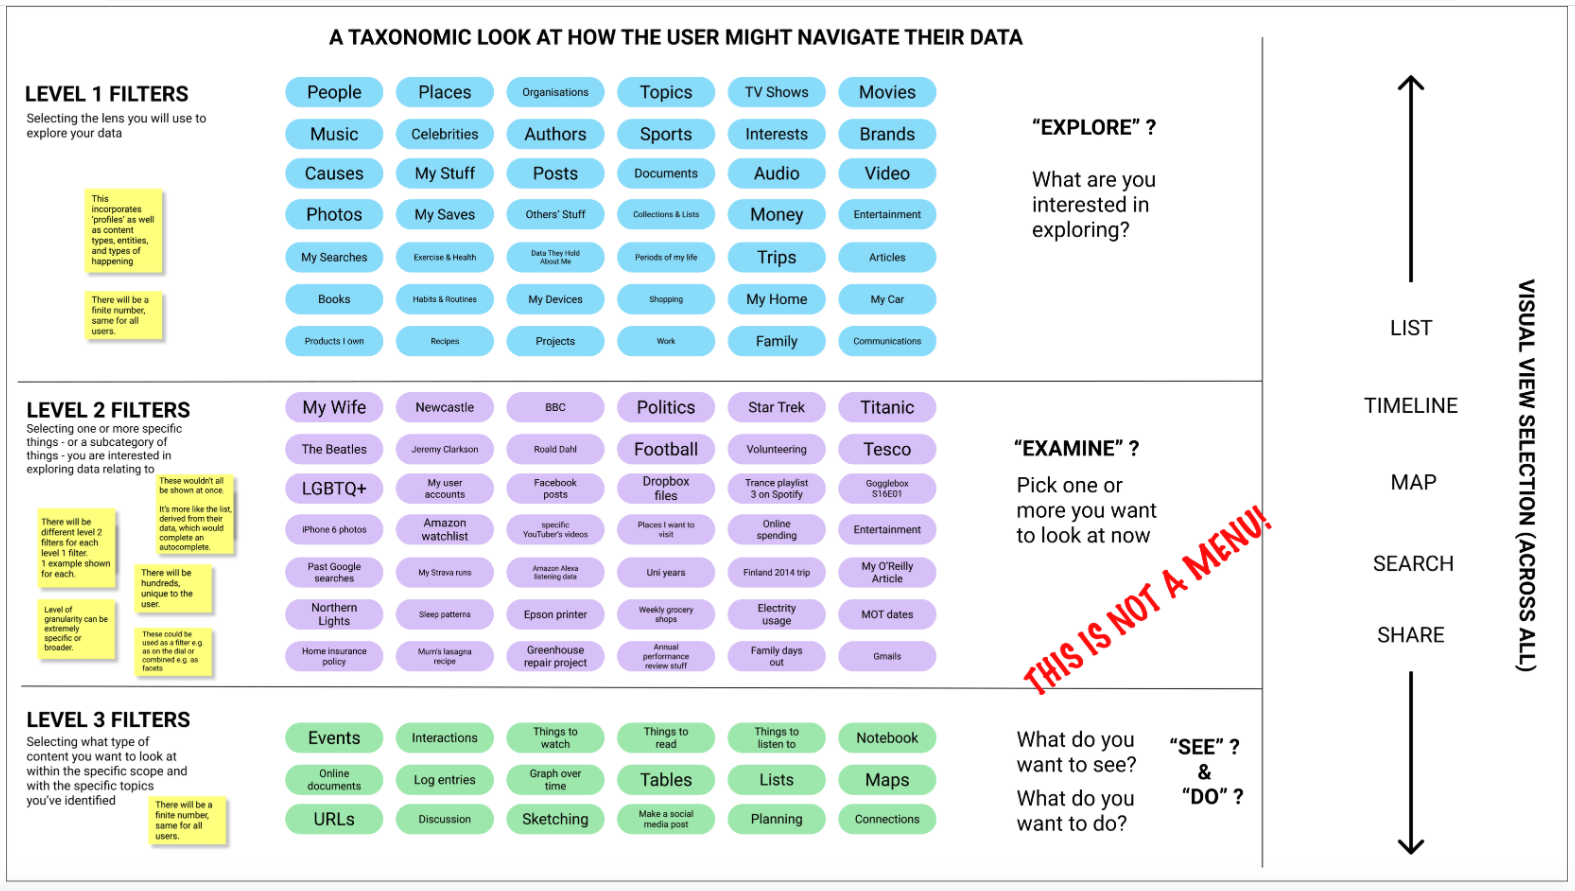 A TAXONOMIC LOOK AT HOW THE USER MIGHT NAVIGATE THEIR DATA
LEVEL 1 FILTERS
Selecting the lens you will use to
explore your data
This
incorporates
'profiles' as well
as content
types, entities,
and types of
happening
There will be a
finite number,
same for all
users.
People
Places
Organisations
Topics
TV Shows
Movies
Music
Celebrities
Authors
Sports
Interests
Brands
Causes
My Stuff
Posts
Documents
Audio
Video
Photos
My Saves
Others' Stuff
Collections & Lists
Money
Entertainment
My Searches
Exercise & Health
Data They Hold
About Me
Periods of my life
Trips
Articles
Books
Habits & Routines
My Devices
Shopping
My Home
My Car
Products I own
Recipes
Projects
Work
Family
Communications
“EXPLORE” ?
What are you
interested in
exploring?
LEVEL 2 FILTERS
Selecting one or more specific
things - or a subcategory of
things - you are interested in
exploring data relating to
These wouldn't all
be shown at once.
It's more like the list,
derived from their
data, which would
complete an
autocomplete.
There will be
different level 2
filters for each
level 1 filter.
1 example shown
for each.
There will be
hundreds,
unique to the
user.
Level of
granularity can be
extremely
specific or
broader.
These could be
used as a filter e.g.
as on the dial or
combined e.g. as
facets
My Wife
Newcastle
BBC
Politics
Star Trek
Titanic
The Beatles
Jeremy Clarkson
Roald Dahl
Football
Volunteering
Tesco
LGBTQ+
My user
accounts
Facebook
posts
Dropbox
files
Trance playlist
3 on Spotify
Gogglebox
S16E01
iPhone 6 photos
Amazon
watchlist
specific
YouTuber's videos
Places I want to
visit
Online
spending
Entertainment
Past Google
searches
My Strava runs
Amazon Alexa
listening data
Uni years
Finland 2014 trip
My O'Reilly
Article
Northern
Lights
Sleep patterns
Epson printer
Weekly grocery
shops
Electrity
usage
MOT dates
Home insurance
policy
Mum's lasagna
recipe
Greenhouse
repair project
Annual
performance
review stuff
Family days
out
Gmails
“EXAMINE” ?
Pick one or
more you want
to look at now
THIS IS NOT A MENU!
LEVEL 3 FILTERS
Selecting what type of
content you want to look at
within the specific scope and
with the specific topics
you've identified
There will be a
finite number,
same for all
users.
Events
Interactions
Things to
watch
Things to
read
Things to
listen to
Notebook
Online
documents
Log entries
Graph over
time
Tables
Lists
Maps
URLs
Discussion
Sketching
Make a social
media post
Planning
Connections
What do you
want to see?
What do you
want to do?
“SEE” ?
&
“DO” ?
LIST
TIMELINE
MAP
SEARCH
SHARE
VISUAL VIEW SELECTION (ACROSS ALL)